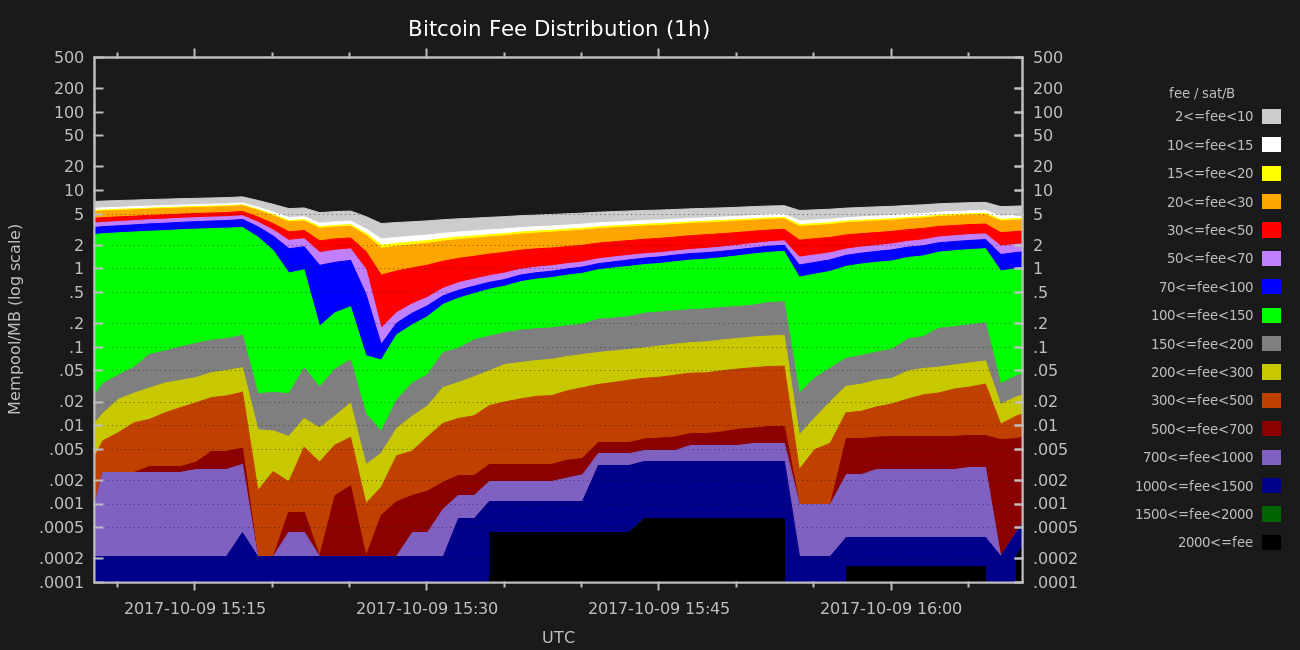 Bitcoin Fee Distribution (1h)
Mempool/MB (log scale)
500
200
100
50
20
10
5
2
1
.5
.2
.1
.05
.02
.01
.005
.002
.001
.0005
.0002
.0001
500
200
100
50
20
10
5
2
1
.5
.2
.1
.05
.02
.01
.005
.002
.001
.0005
.0002
.0001
2017-10-09 15:15
2017-10-09 15:30
2017-10-09 15:45
2017-10-09 16:00
UTC
fee / sat/B
2<=fee<10
10<=fee<15
15<=fee<20
20<=fee<30
30<=fee<50
50<=fee<70
70<=fee<100
100<=fee<150
150<=fee<200
200<=fee<300
300<=fee<500
500<=fee<700
700<=fee<1000
1000<=fee<1500
1500<=fee<2000
2000<=fee